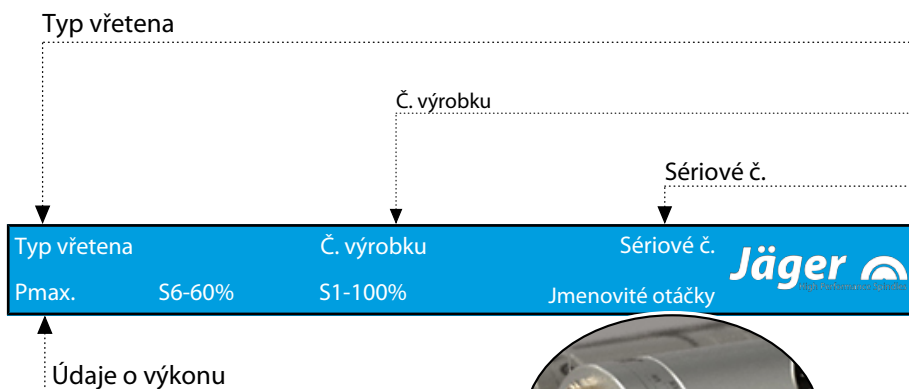 Typ vřetena
Č. výrobku
Sériové č.
Typ vřetena Č. výrobku Sériové č.
Jäger
Pmax. S6-60% S1-100% Jmenovité otáčky
Údaje o výkonu